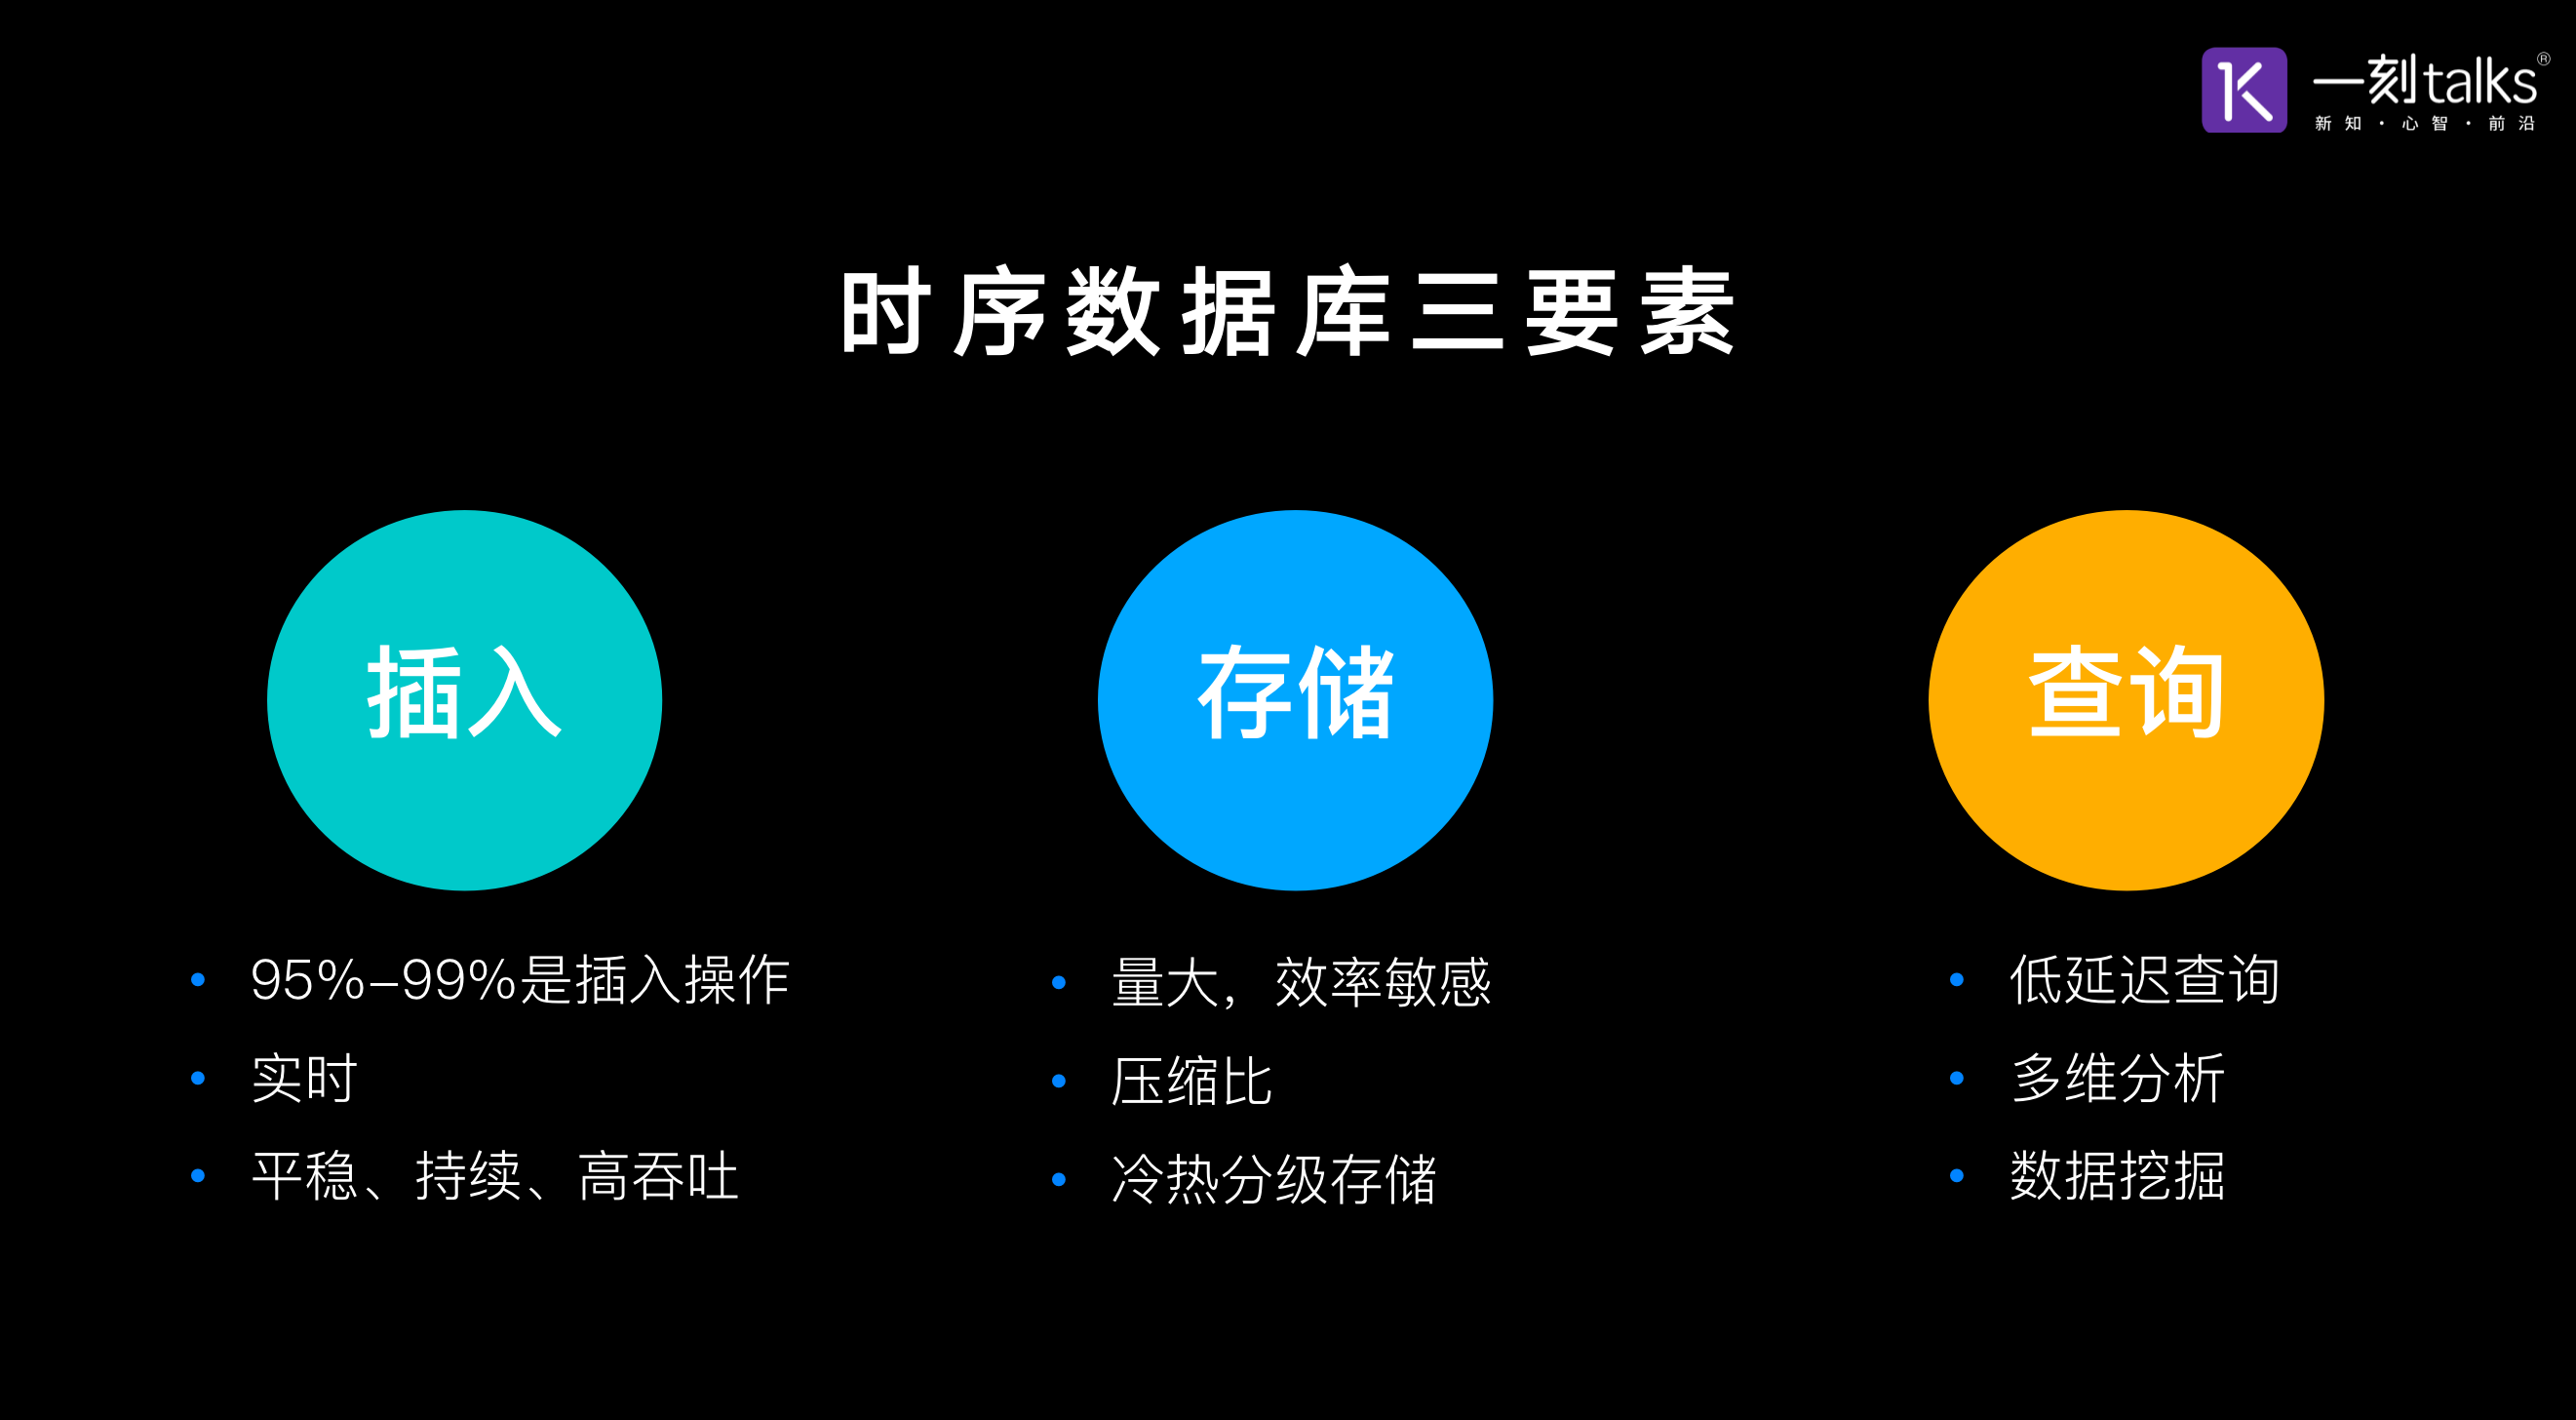 一刻talks®
新知·心智·前沿
时序数据库三要素
插入
95%-99%是插入操作
实时
平稳、持续、高吞吐
存储
量大，效率敏感
压缩比
冷热分级存储
查询
低延迟查询
多维分析
数据挖掘